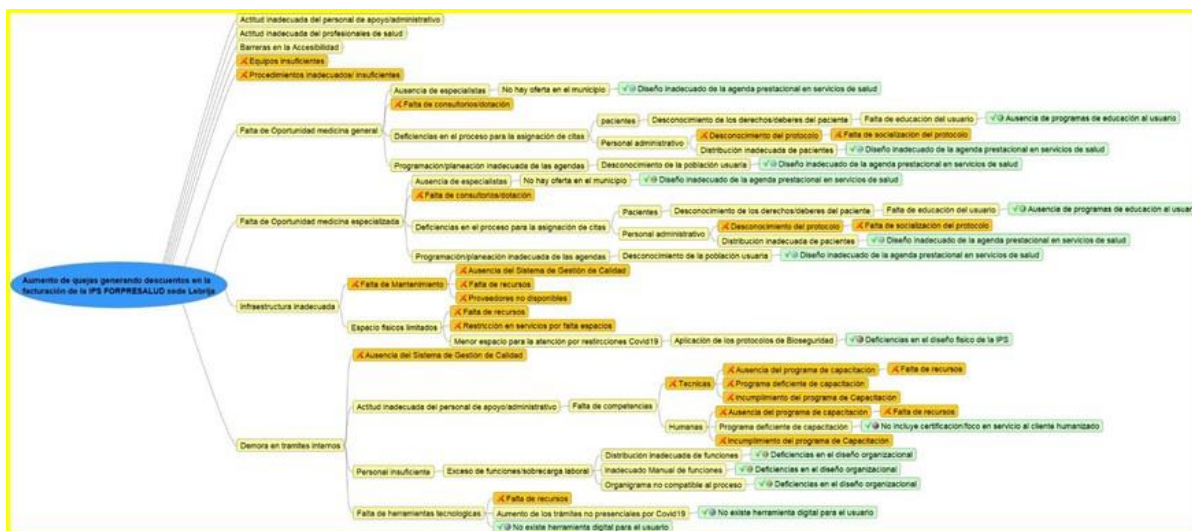 Actitud inadecuada del personal de apoyo/administrativo
Actitud inadecuada del profesionales de salud
Barreras en la Accesibilidad
Equipos insuficientes
Procedimientos inadecuados/ insuficientes
Falta de Oportunidad medicina general
Ausencia de especialistas
No hay oferta en el municipio
Diseño inadecuado de la agenda prestacional en servicios de salud
Falta de consultorios/dotación
Deficiencias en el proceso para la asignación de citas
pacientes
Desconocimiento de los derechos/deberes del paciente
Falta de educación del usuario
Ausencia de programas de educación al usuario
Personal administrativo
Desconocimiento del protocolo
Falta de socialización del protocolo
Distribución inadecuada de pacientes
Diseño inadecuado de la agenda prestacional en servicios de salud
Programación/planeación inadecuada de las agendas
Desconocimiento de la población usuaria
Diseño inadecuado de la agenda prestacional en servicios de salud
Falta de Oportunidad medicina especializada
Ausencia de especialistas
No hay oferta en el municipio
Diseño inadecuado de la agenda prestacional en servicios de salud
Falta de consultorios/dotación
Deficiencias en el proceso para la asignación de citas
Pacientes
Desconocimiento de los derechos/deberes del paciente
Falta de educación del usuario
Ausencia de programas de educación al usuar
Personal administrativo
Desconocimiento del protocolo
Falta de socialización del protocolo
Distribución inadecuada de pacientes
Diseño inadecuado de la agenda prestacional en servicios de salud
Programación/planeación inadecuada de las agendas
Desconocimiento de la población usuaria
Diseño inadecuado de la agenda prestacional en servicios de salud
Aumento de quejas generando descuentos en la
facturación de la IPS FORPRESALUD sede Lebrija
Infraestructura inadecuada
Falta de Mantenimiento
Ausencia del Sistema de Gestión de Calidad
Falta de recursos
Proveedores no disponibles
Espacio físicos limitados
Falta de recursos
Restricción en servicios por falta espacios
Menor espacio para la atención por restircciones Covid19
Aplicación de los protocolos de Bioseguridad
Deficiencias en el diseño físico de la IPS
Demora en tramites internos
Ausencia del Sistema de Gestión de Calidad
Actitud inadecuada del personal de apoyo/administrativo
Falta de competencias
Tecnicas
Ausencia del programa de capacitación
Falta de recursos
Programa deficiente de capacitación
Incumplimiento del programa de Capacitación
Humanas
Ausencia del programa de capacitación
Falta de recursos
Programa deficiente de capacitación
No incluye certificación/foco en servicio al cliente humanizado
Incumplimiento del programa de Capacitación
Personal insuficiente
Exceso de funciones/sobrecarga laboral
Distribución inadecuada de funciones
Deficiencias en el diseño organizacional
Inadecuado Manual de funciones
Deficiencias en el diseño organizacional
Organigrama no compatible al proceso
Deficiencias en el diseño organizacional
Falta de herramientas tecnologicas
Falta de recursos
Aumento de los trámites no presenciales por Covid19
No existe herramienta digital para el usuario
No existe herramienta digital para el usuario